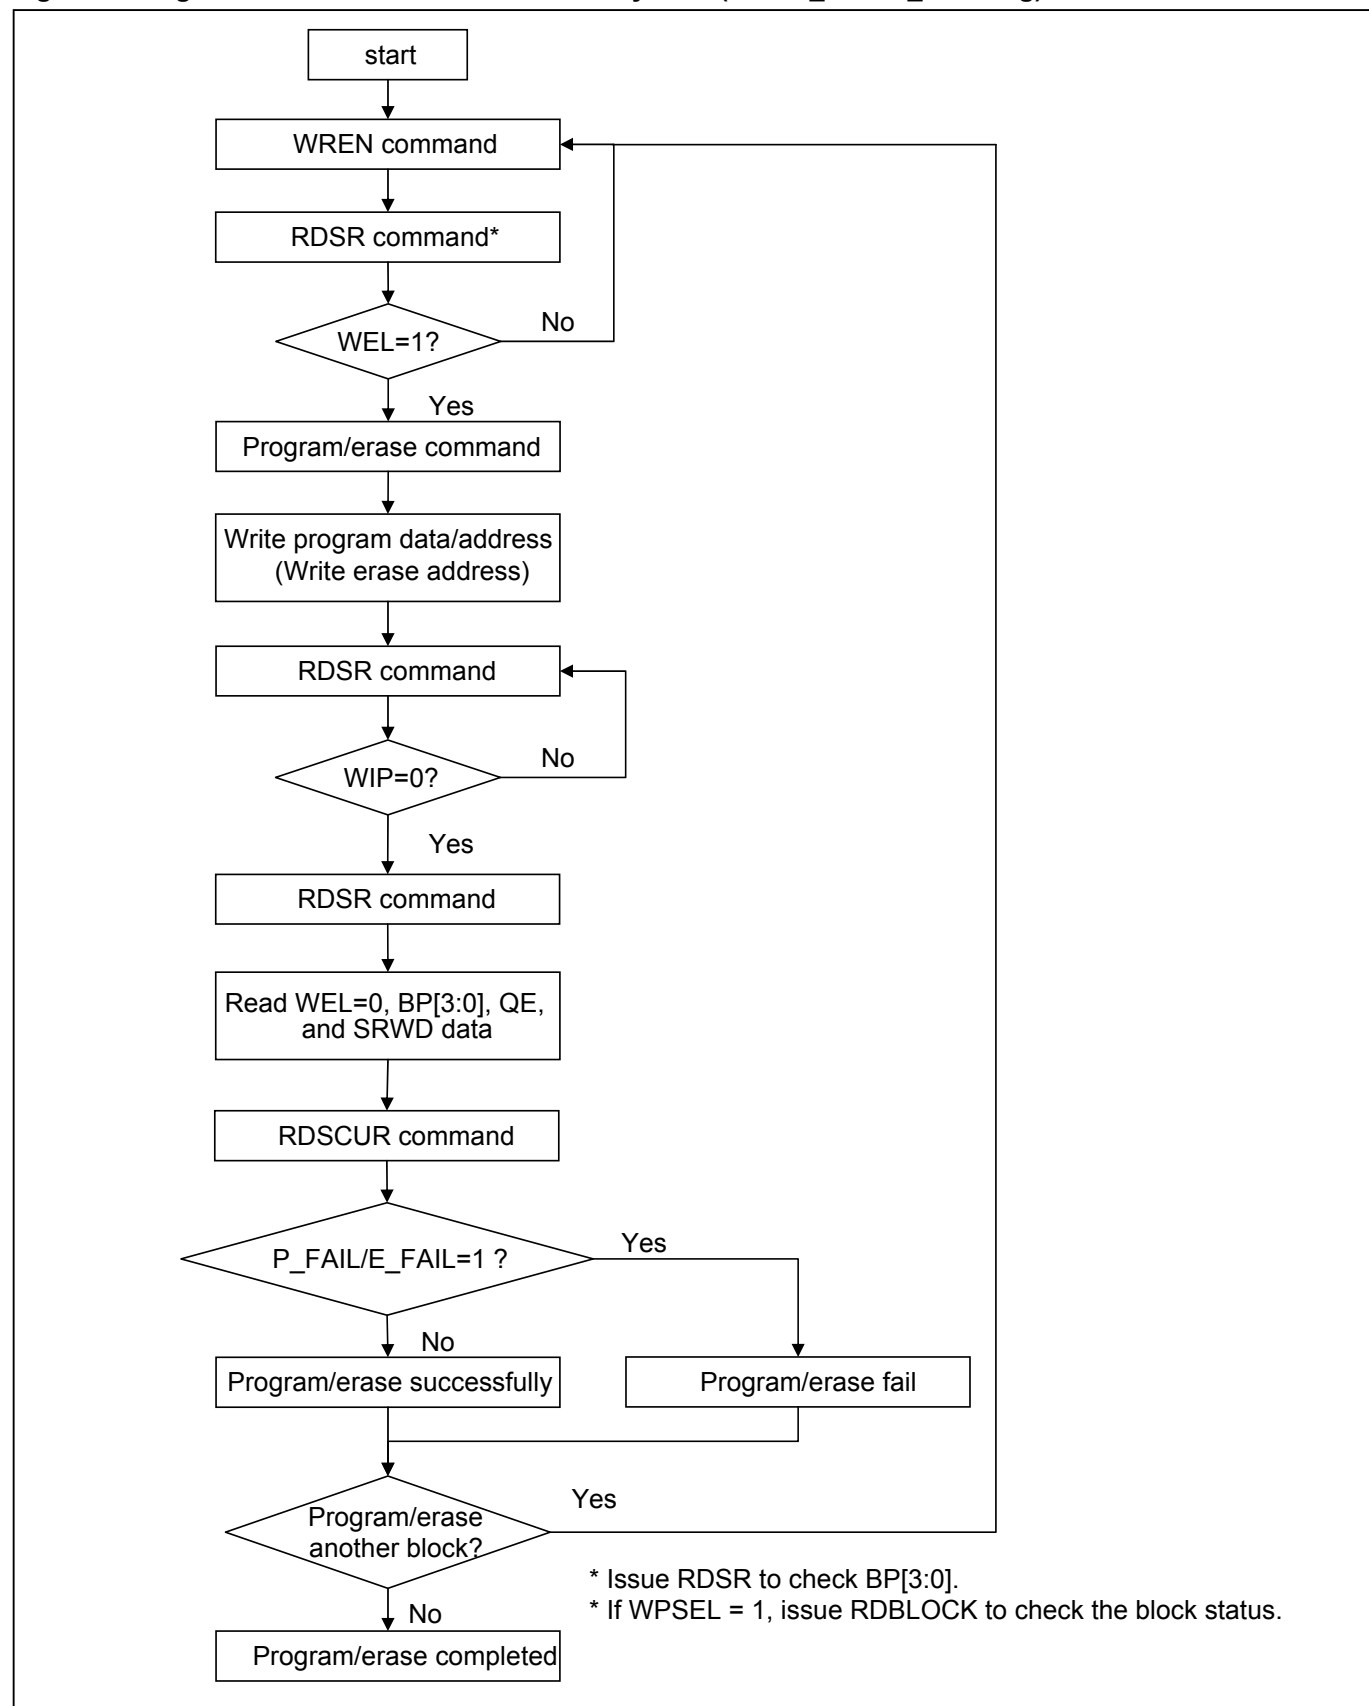 start
WREN command
RDSR command*
WEL=1?
No
Yes
Program/erase command
Write program data/address
(Write erase address)
RDSR command
WIP=0?
No
Yes
RDSR command
Read WEL=0, BP[3:0], QE,
and SRWD data
RDSCUR command
P_FAIL/E_FAIL=1 ?
Yes
No
Program/erase successfully
Program/erase fail
Program/erase
another block?
Yes
* Issue RDSR to check BP[3:0].
* If WPSEL = 1, issue RDBLOCK to check the block status.
No
Program/erase completed